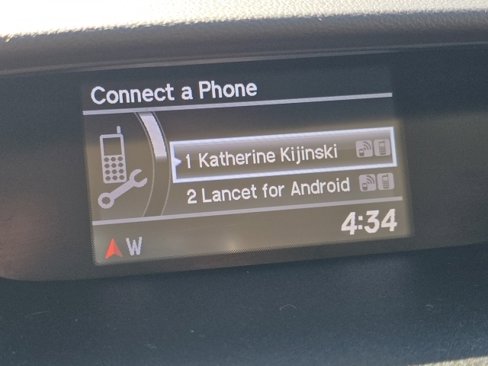 Connect a Phone
1 Katherine Kijinski
2 Lancet for Android
4:34
W